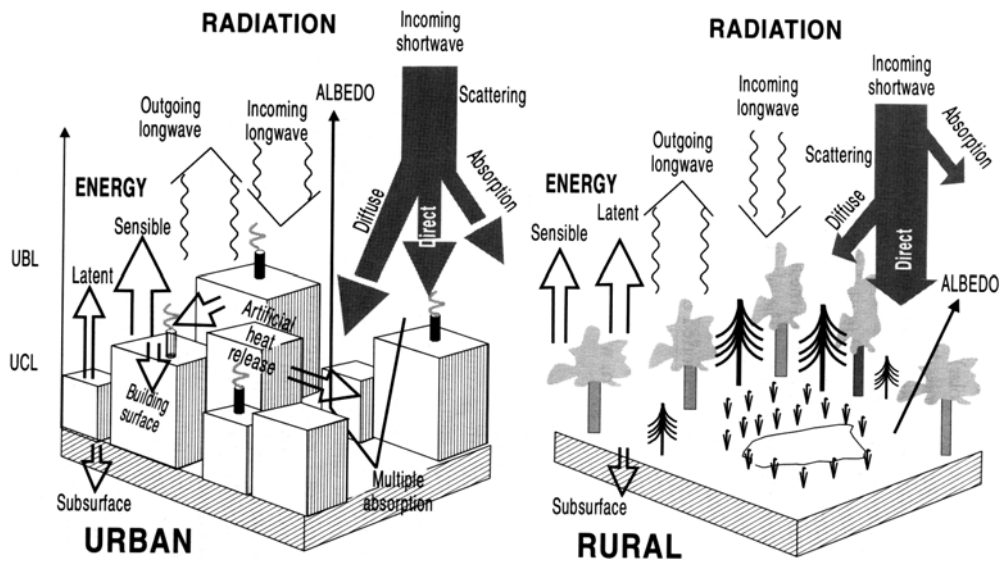 RADIATION
Incoming
shortwave
Outgoing
longwave
Incoming
longwave
ALBEDO
Scattering
Absorption
Diffuse
Direct
ENERGY
Sensible
Latent
UBL
UCL
Artificial
heat
release
Building
surface
Subsurface
Multiple
absorption
URBAN
RADIATION
Incoming
shortwave
Incoming
longwave
Outgoing
longwave
Scattering
Absorption
Diffuse
Direct
ENERGY
Latent
Sensible
ALBEDO
Subsurface
RURAL